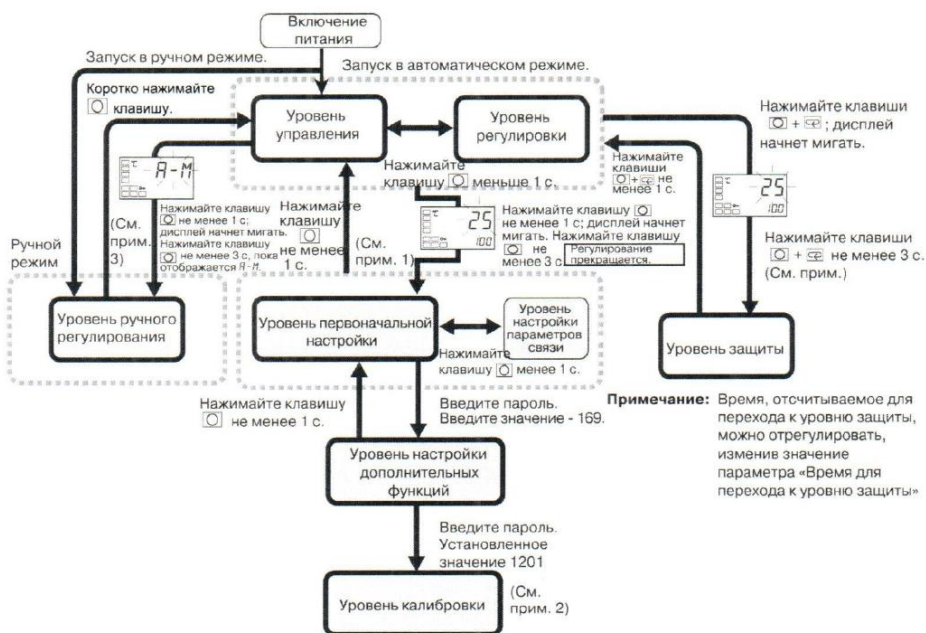 Включение
питания
Запуск в ручном режиме.
Запуск в автоматическом режиме.
Коротко нажимайте
клавишу.
Уровень
управления
Уровень
регулировки
Нажимайте клавиши
+ ; дисплей
начнет мигать.
A-M
Нажимайте
клавишу меньше 1 с.
Нажимайте
клавиши
+ не
менее 1 с.
25
100
Ручной
режим
(См.
прим.
3)
Нажимайте клавишу
не менее 1 с;
дисплей начнет мигать.
Нажимайте клавишу
не менее 3 с, пока
отображается A-M.
Нажимайте
клавишу
не менее
1 с.
(См.
прим. 1)
25
100
Нажимайте клавишу
не менее 1 с; дисплей начнет
мигать. Нажимайте клавишу
не
менее 3 с
Регулирование
прекращается.
Нажимайте клавиши
+ не менее 3 с.
(См. прим.)
Уровень ручного
регулирования
Уровень первоначальной
настройки
Уровень
настройки
параметров
связи
Нажимайте
клавишу менее 1 с.
Уровень защиты
Нажимайте клавишу
не менее 1 с.
Введите пароль.
Введите значение - 169.
Примечание: Время, отсчитываемое для
перехода к уровню защиты,
можно отрегулировать,
изменив значение
параметра «Время для
перехода к уровню защиты»
Уровень настройки
дополнительных
функций
Введите пароль.
Установленное
значение 1201
Уровень калибровки
(См.
прим. 2)